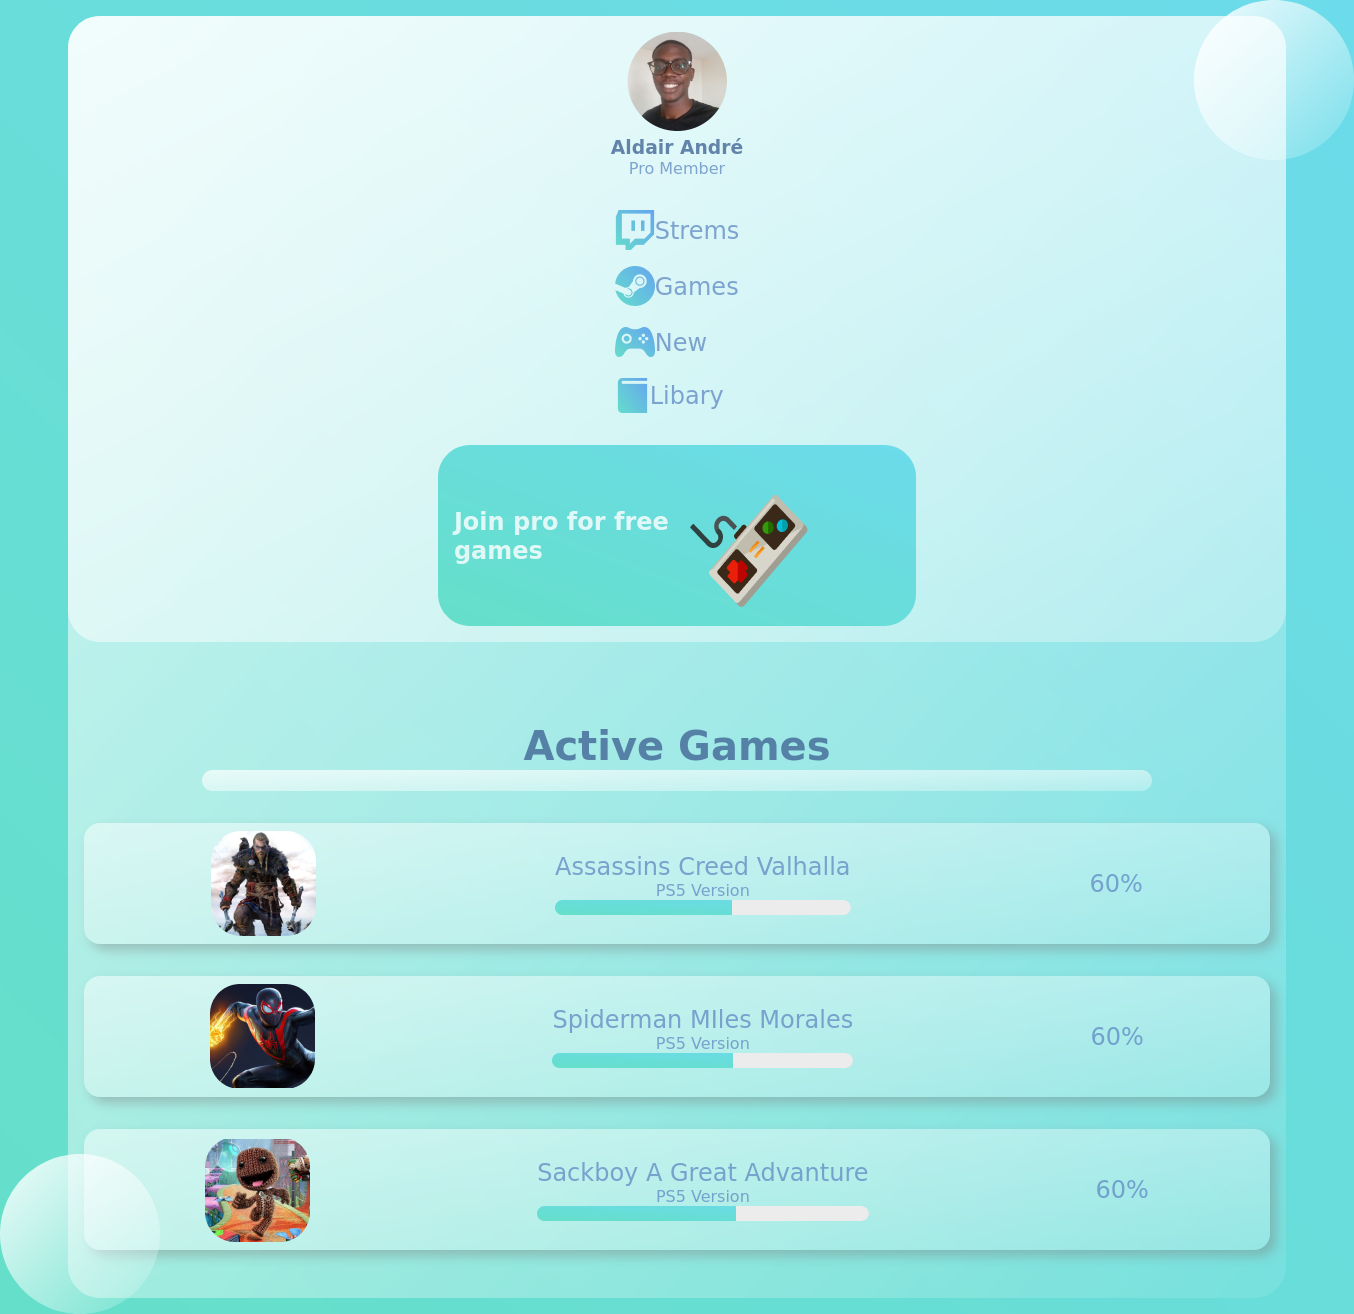 Aldair André
Pro Member
Strems
Games
New
Libary
Join pro for free
games
Active Games
Assassins Creed Valhalla
PS5 Version
60%
Spiderman MIles Morales
PS5 Version
60%
Sackboy A Great Advanture
PS5 Version
60%